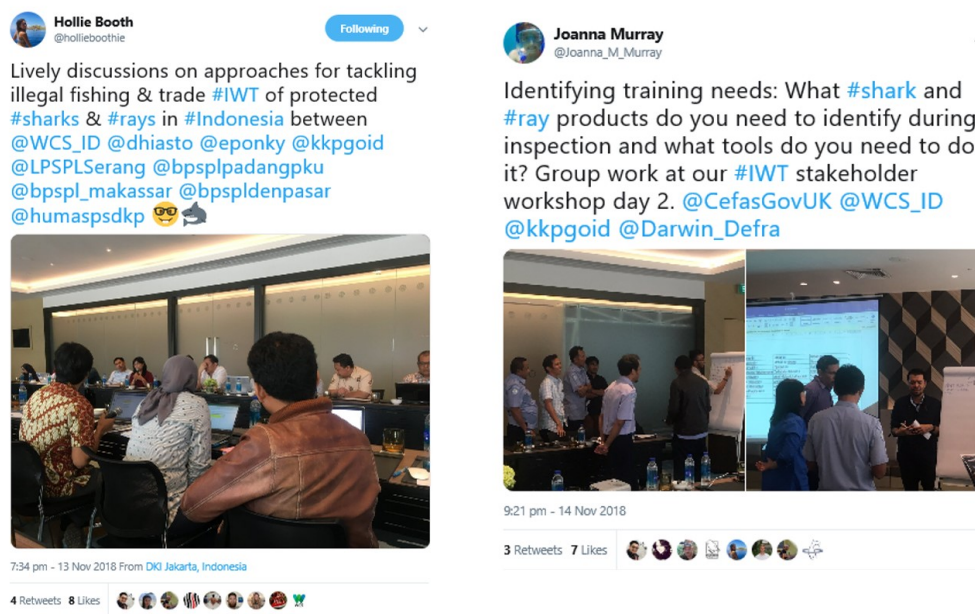 Hollie Booth
@hollieboothie
Following
Lively discussions on approaches for tackling
illegal fishing & trade #IWT of protected
#sharks & #rays in #Indonesia between
@WCS_ID @dhiasto @eponky @kkpgoid
@LPSPLSerang @bpsplpadangpku
@bpspl_makassar @bpspldenpasar
@humaspsdkp 🤓🦈
7:34 pm - 13 Nov 2018 From DKI Jakarta, Indonesia
4 Retweets 8 Likes
Joanna Murray
@Joanna_M_Murray
Identifying training needs: What #shark and
#ray products do you need to identify during
inspection and what tools do you need to do
it? Group work at our #IWT stakeholder
workshop day 2. @CefasGovUK @WCS_ID
@kkpgoid @Darwin_Defra
9:21 pm - 14 Nov 2018
3 Retweets 7 Likes